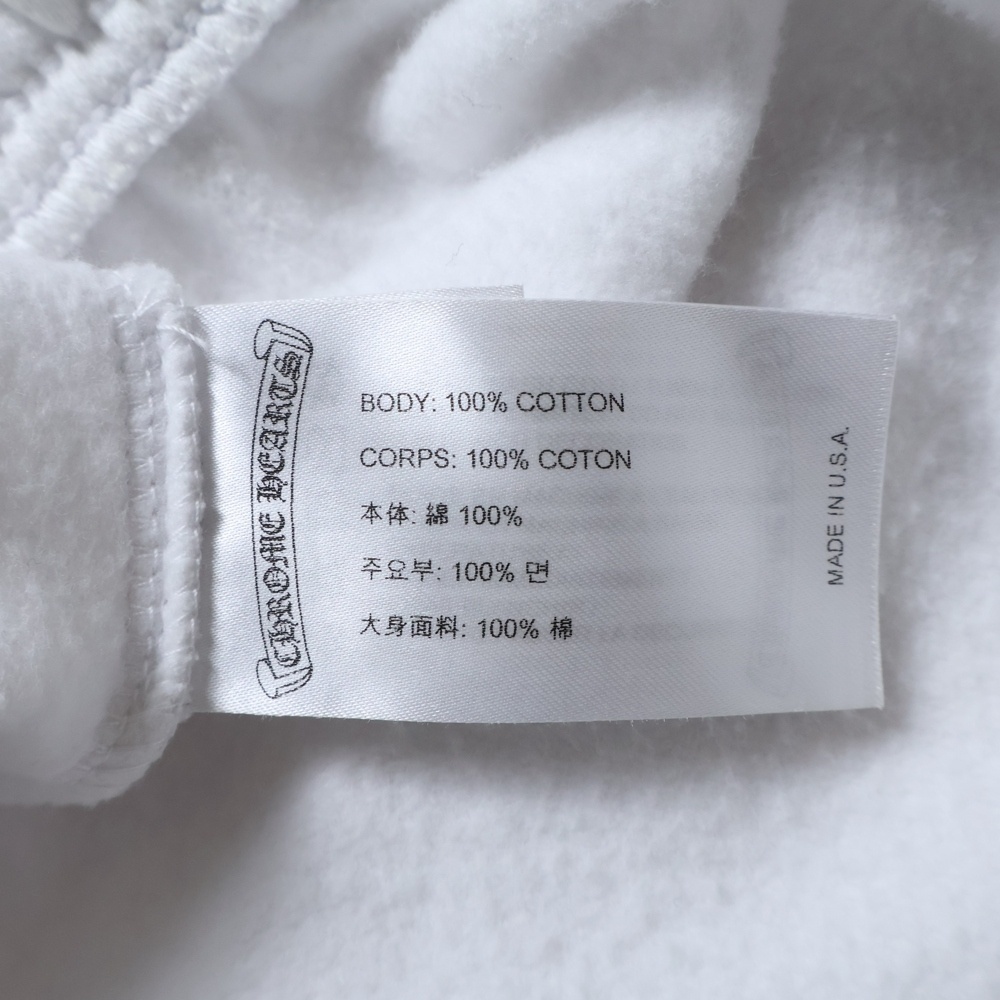 CHROME HEARTS
BODY: 100% COTTON
CORPS: 100% COTON
本体: 綿 100%
주요부: 100% 면
大身面料: 100% 棉
MADE IN U.S.A.